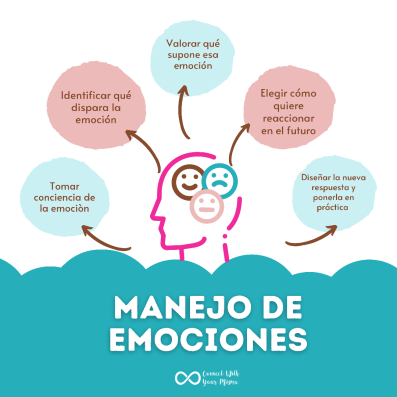 Valorar qué
supone esa
emoción
Identificar qué
dispara la
emoción
Elegir cómo
quiere
reaccionar
en el futuro
Tomar
conciencia de
la emociòn
Diseñar la nueva
respuesta y
ponerla en
práctica
MANEJO DE
EMOCIONES
Connect With
Your Mjmu